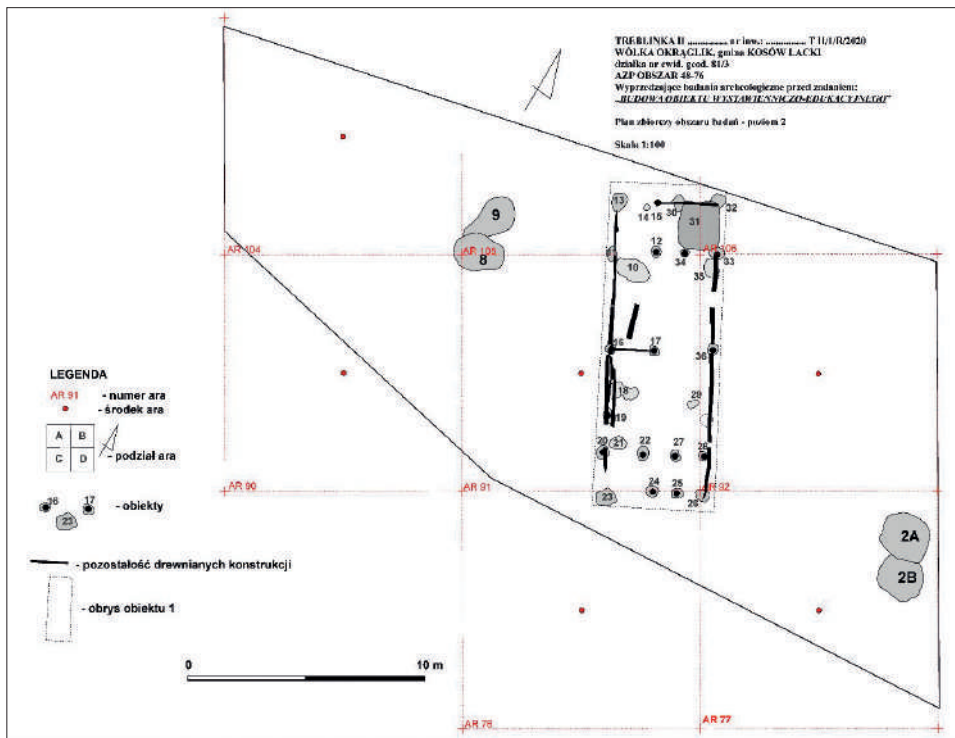 TREBLINKA II ............... nr inw.: ............... T II/1/R/2020
WÓLKA OKRĄGLIK, gmina KOSÓW LACKI
działka nr ewid. geod. 81/3
AZP OBSZAR 48-76
Wyprzedzające badania archeologiczne przed zadaniem:
„BUDOWA OBIEKTU WYSTAWIENNICZO-EDUKACYJNEGO"
Plan zbiorczy obszaru badań - poziom 2
Skala 1:100
13
14
15
30
32
9
31
AR 104
8
AR 105
12
34
AR 106
33
10
35
16
17
36
LEGENDA
AR 91 - numer ara
- środek ara
18
29
19
A B
C D
- podział ara
20
21
22
27
28
AR 90
AR 91
23
24
25
26
AR 92
16
17
23
- obiekty
2A
2B
- pozostałość drewnianych konstrukcji
- obrys obiektu 1
0
10 m
AR 76
AR 77